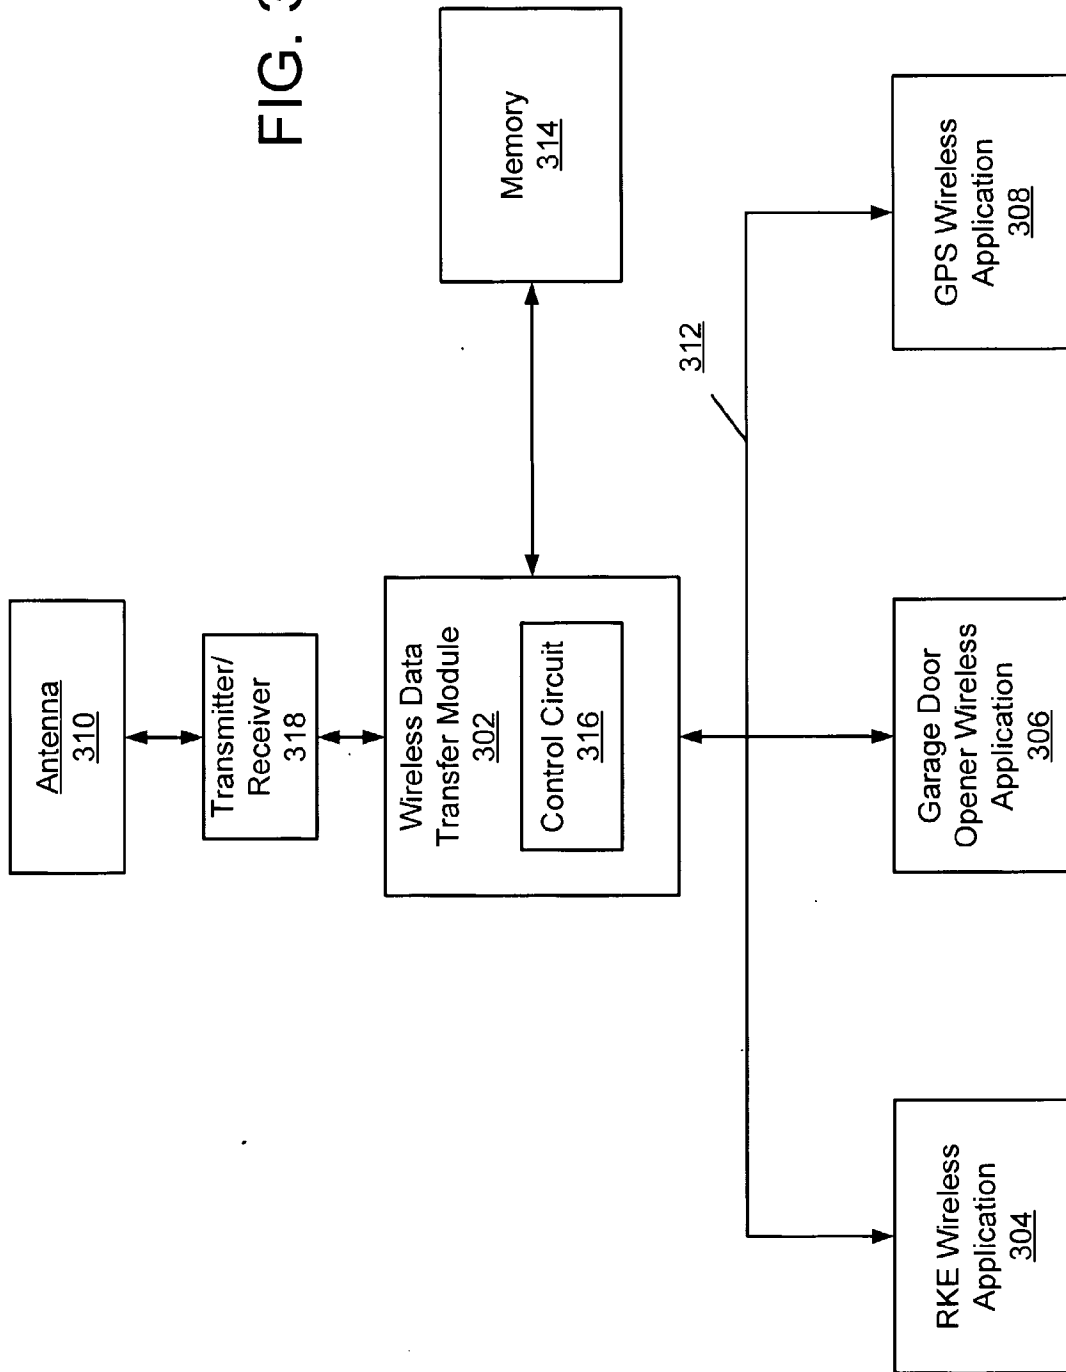 FIG. 3
Antenna
310
Transmitter/
Receiver
318
Wireless Data
Transfer Module
302
Control Circuit
316
Memory
314
312
RKE Wireless
Application
304
Garage Door
Opener Wireless
Application
306
GPS Wireless
Application
308